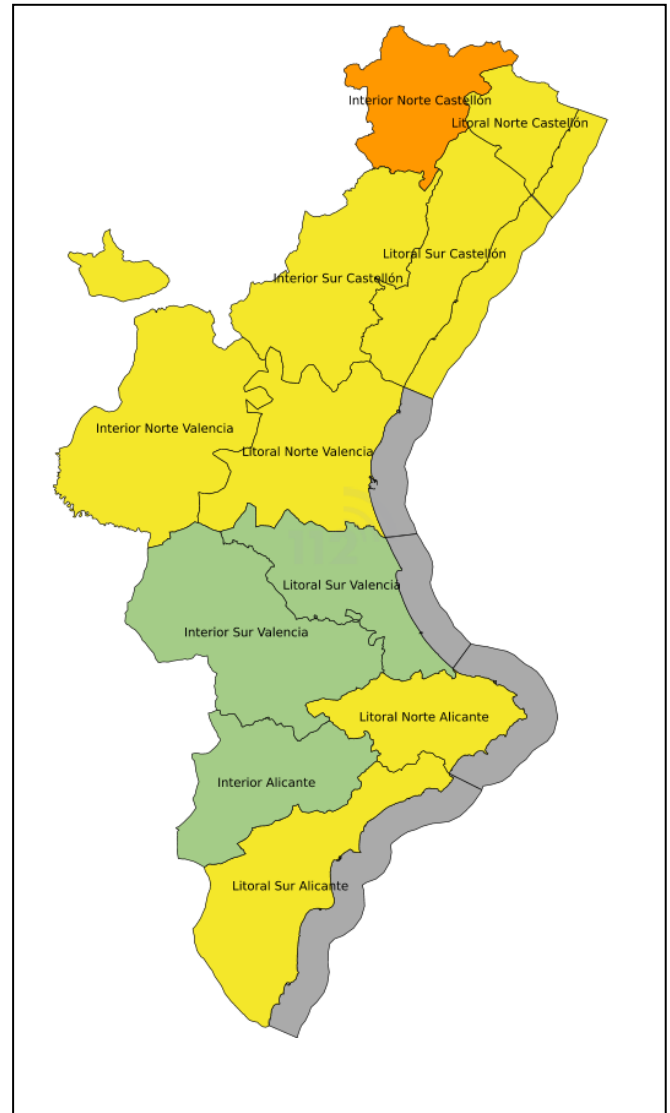 Interior Norte Castellón
Litoral Norte Castellón
Litoral Sur Castellón
Interior Sur Castellón
Interior Norte Valencia
Litoral Norte Valencia
112
Litoral Sur Valencia
Interior Sur Valencia
Litoral Norte Alicante
Interior Alicante
Litoral Sur Alicante